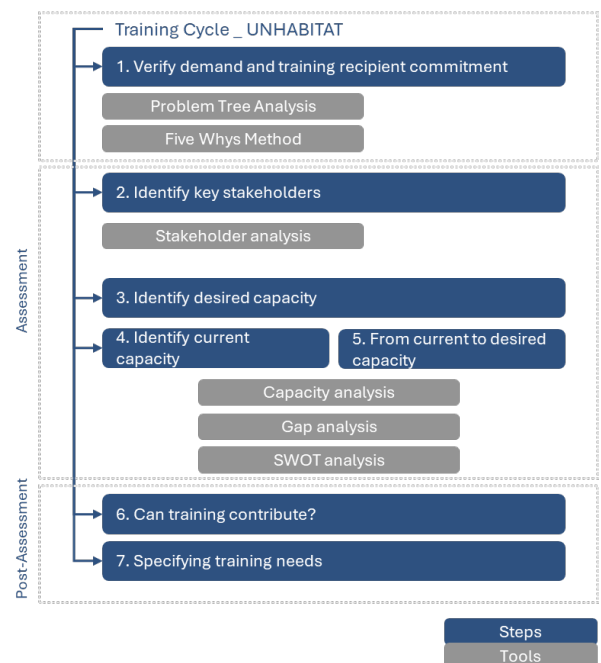 Training Cycle _ UNHABITAT
1. Verify demand and training recipient commitment
Problem Tree Analysis
Five Whys Method
Assessment
2. Identify key stakeholders
Stakeholder analysis
3. Identify desired capacity
4. Identify current
capacity
5. From current to desired
capacity
Capacity analysis
Gap analysis
SWOT analysis
Post-Assessment
6. Can training contribute?
7. Specifying training needs
Steps
Tools